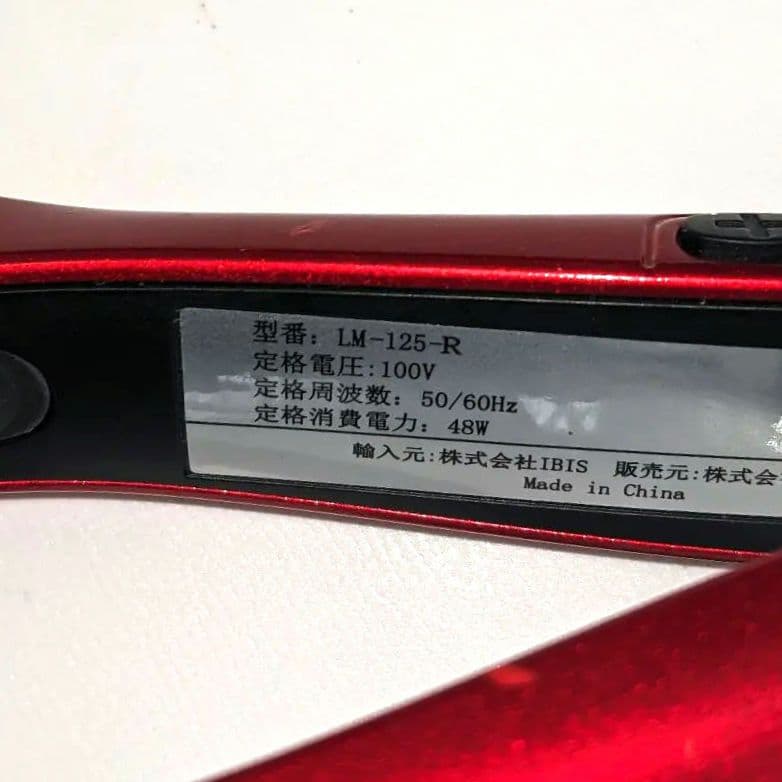 型番: LM-125-R
定格電圧:100V
定格周波数: 50/60Hz
定格消費電力: 48W
輸入元:株式会社IBIS 販売元:株式会
Made in China